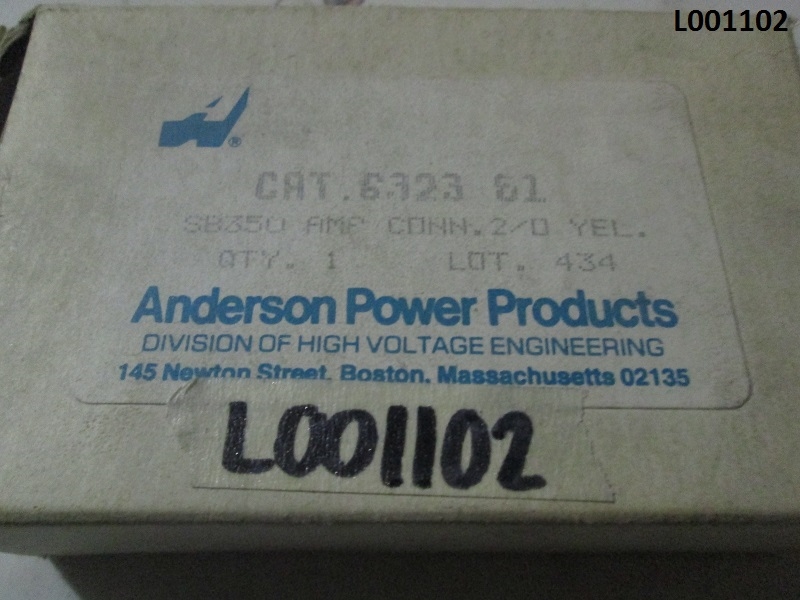 L001102
®
CAT. 6323 G1
SB350 AMP CONN. 2/0 YEL.
QTY. 1 LOT. 434
Anderson Power Products
DIVISION OF HIGH VOLTAGE ENGINEERING
145 Newton Street, Boston, Massachusetts 02135
L001102